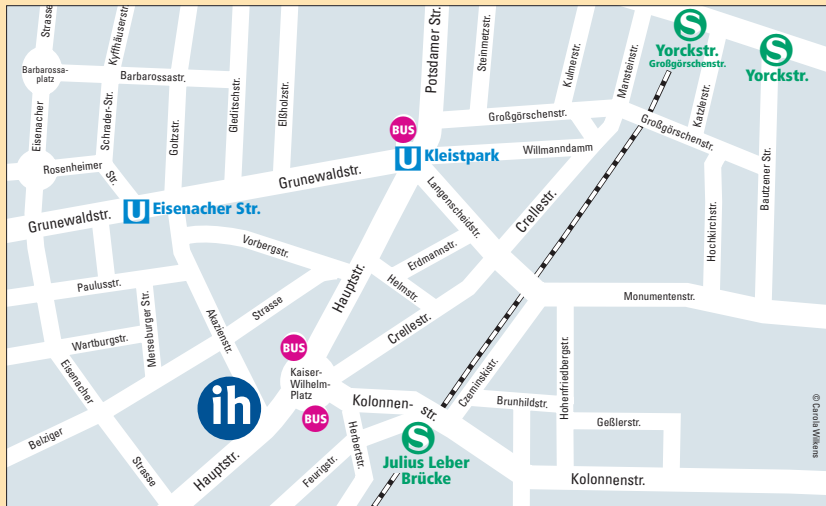 Strasse
Kyffhäuserstr.
Potsdamer Str.
Steinmetzstr.
Kulmerstr.
Mansteinstr.
S
Yorckstr.
Großgörschenstr.
S
Yorckstr.
Barbarossa-
platz
Barbarossastr.
Eisenacher
Schrader-Str.
Goltzstr.
Gleditschstr.
Elßholzstr.
BUS
Großgörschenstr.
Katzlerstr.
Großgörschenstr.
U Kleistpark
Willmanndamm
Rosenheimer
Str.
Grunewaldstr.
Grunewaldstr.
U Eisenacher Str.
Langenscheidtstr.
Crellestr.
Hochkirchstr.
Bautzener Str.
Vorbergstr.
Erdmannstr.
Helmstr.
Hauptstr.
Paulusstr.
Merseburger Str.
Akazienstr.
Strasse
Crellestr.
Monumentenstr.
Wartburgstr.
Eisenacher
BUS
Kaiser-
Wilhelm-
Platz
Czeminskistr.
Hohenfriedbergstr.
Kolonnen-
str.
Brunhildstr.
Geßlerstr.
ih
BUS
Herbertstr.
Belziger
Strasse
Hauptstr.
Feurigstr.
S
Julius Leber
Brücke
Kolonnenstr.
© Carola Wilkens